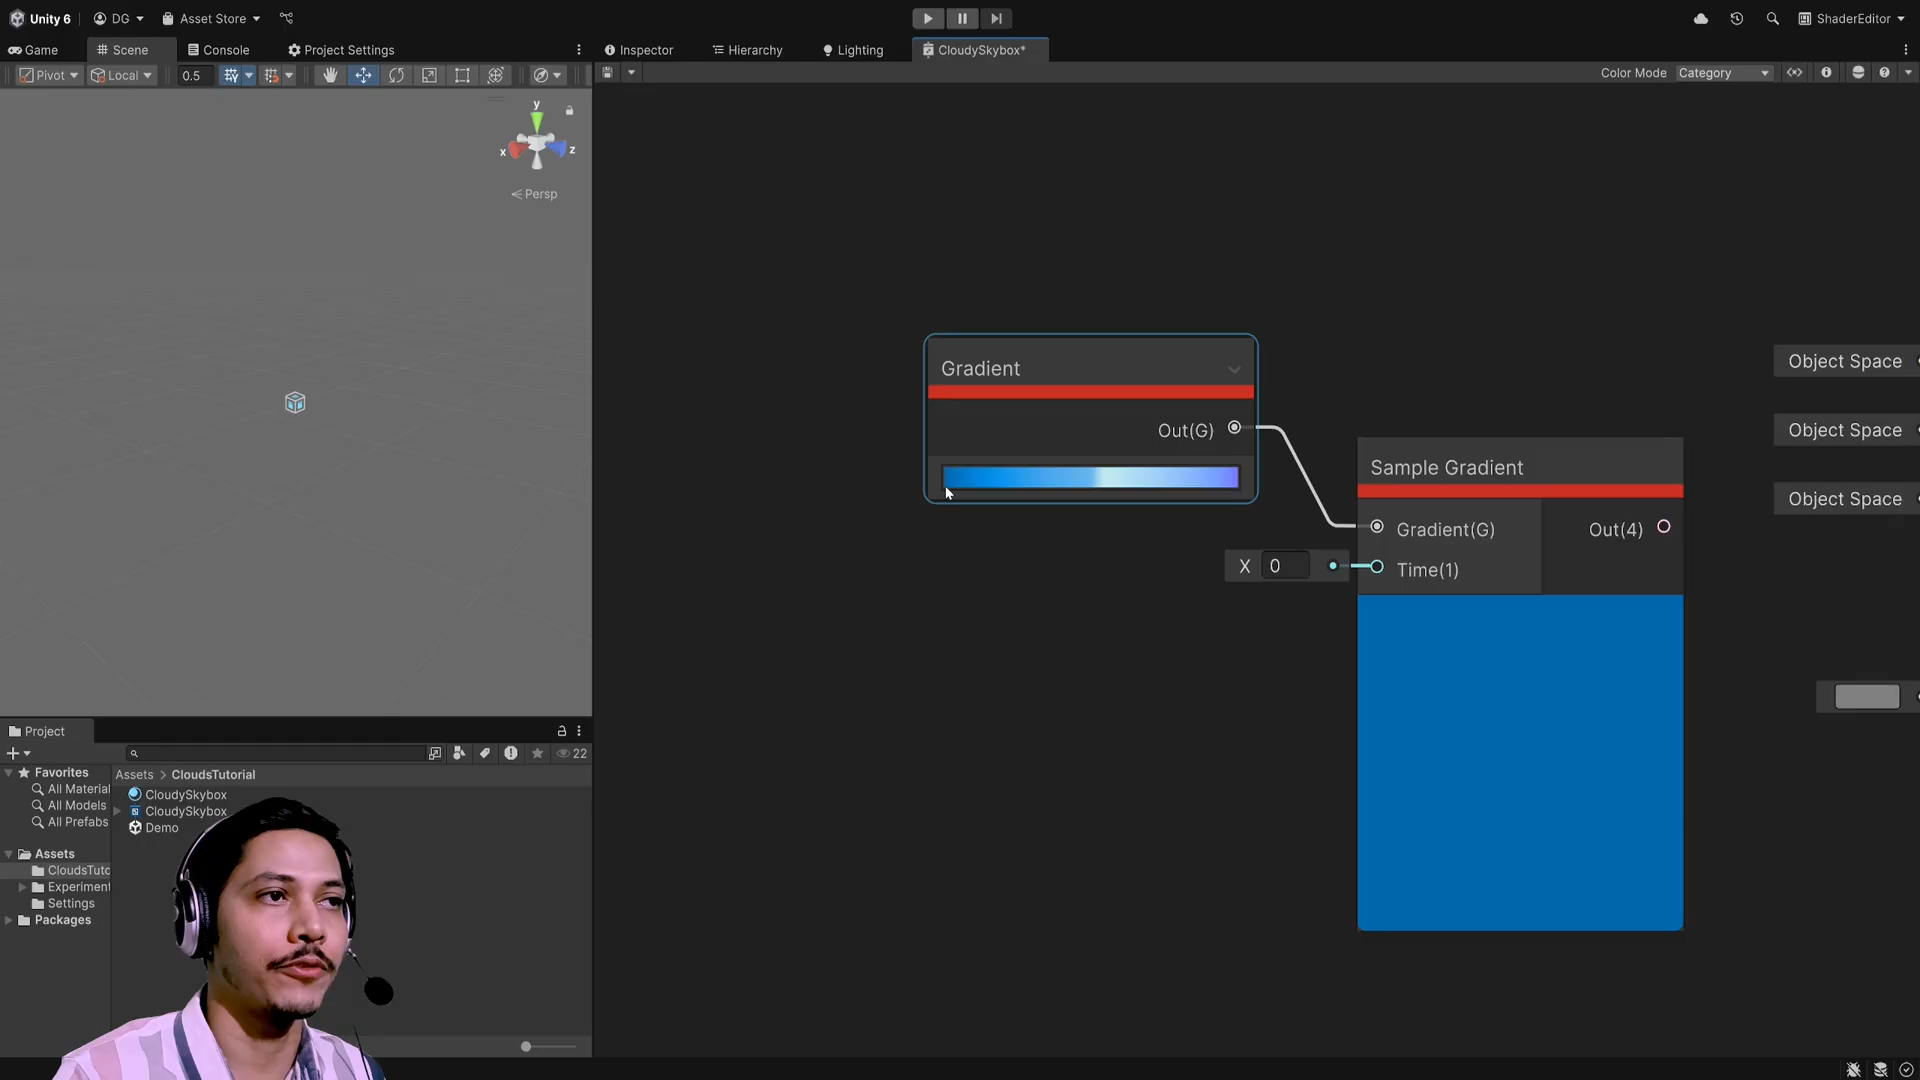 Unity 6
DG
Asset Store
ShaderEditor
Game
Scene
Console
Project Settings
Inspector
Hierarchy
Lighting
CloudySkybox*
Pivot
Local
0.5
Color Mode
Category
y
x
z
Persp
Gradient
Out(G)
Sample Gradient
Gradient(G)
Out(4)
X
0
Time(1)
Object Space
Object Space
Object Space
Project
22
Favorites
All Material
All Models
All Prefabs
Assets
CloudsTuto
Experiment
Settings
Packages
Assets > CloudsTutorial
CloudySkybox
CloudySkybox
Demo